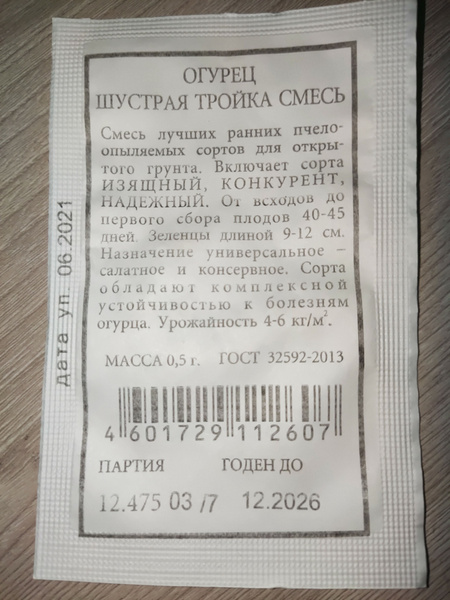 ОГУРЕЦ
ШУСТРАЯ ТРОЙКА СМЕСЬ
Смесь лучших ранних пчело-
опыляемых сортов для откры-
того грунта. Включает сорта
ИЗЯЩНЫЙ, КОНКУРЕНТ,
НАДЕЖНЫЙ. От всходов до
первого сбора плодов 40-45
дней. Зеленцы длиной 9-12 см.
Назначение универсальное –
салатное и консервное. Сорта
обладают комплексной
устойчивостью к болезням
огурца. Урожайность 4-6 кг/м².
МАССА 0,5 г. ГОСТ 32592-2013
4 601729 112607
ПАРТИЯ ГОДЕН ДО
12.475 03 /7 12.2026
дата уп. 06.2021